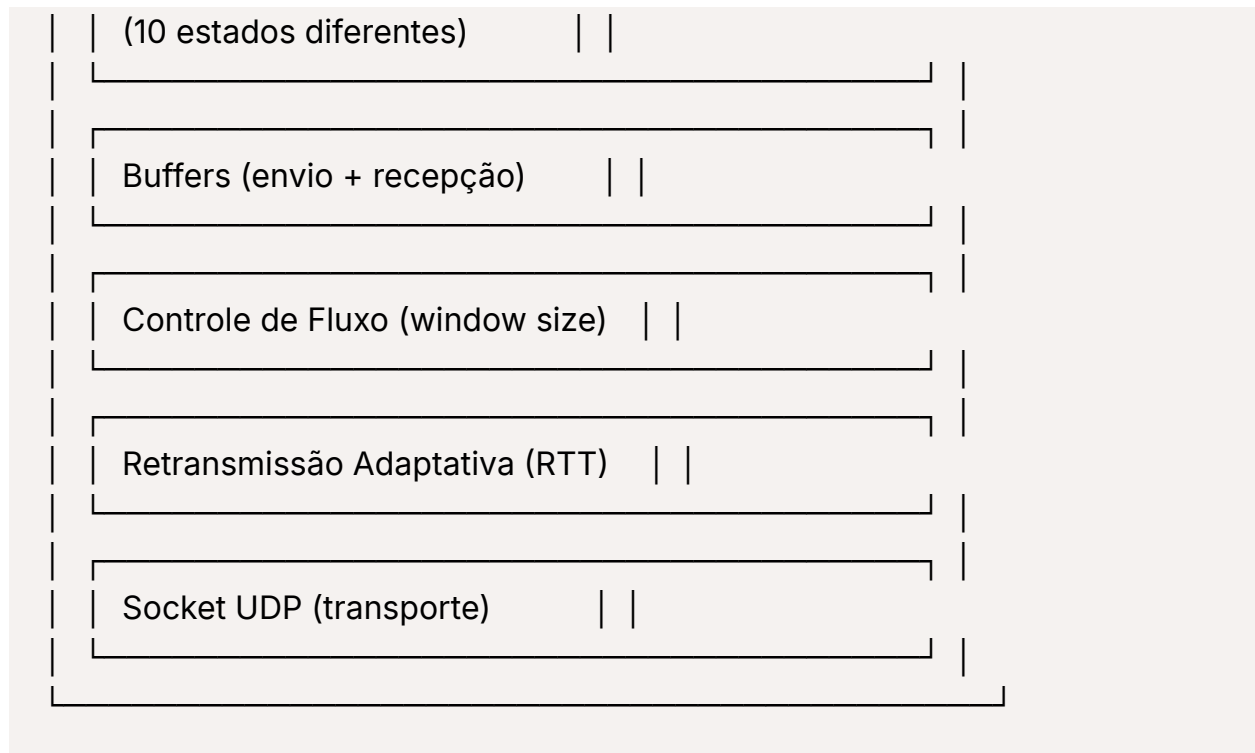 (10 estados diferentes)
Buffers (envio + recepção)
Controle de Fluxo (window size)
Retransmissão Adaptativa (RTT)
Socket UDP (transporte)